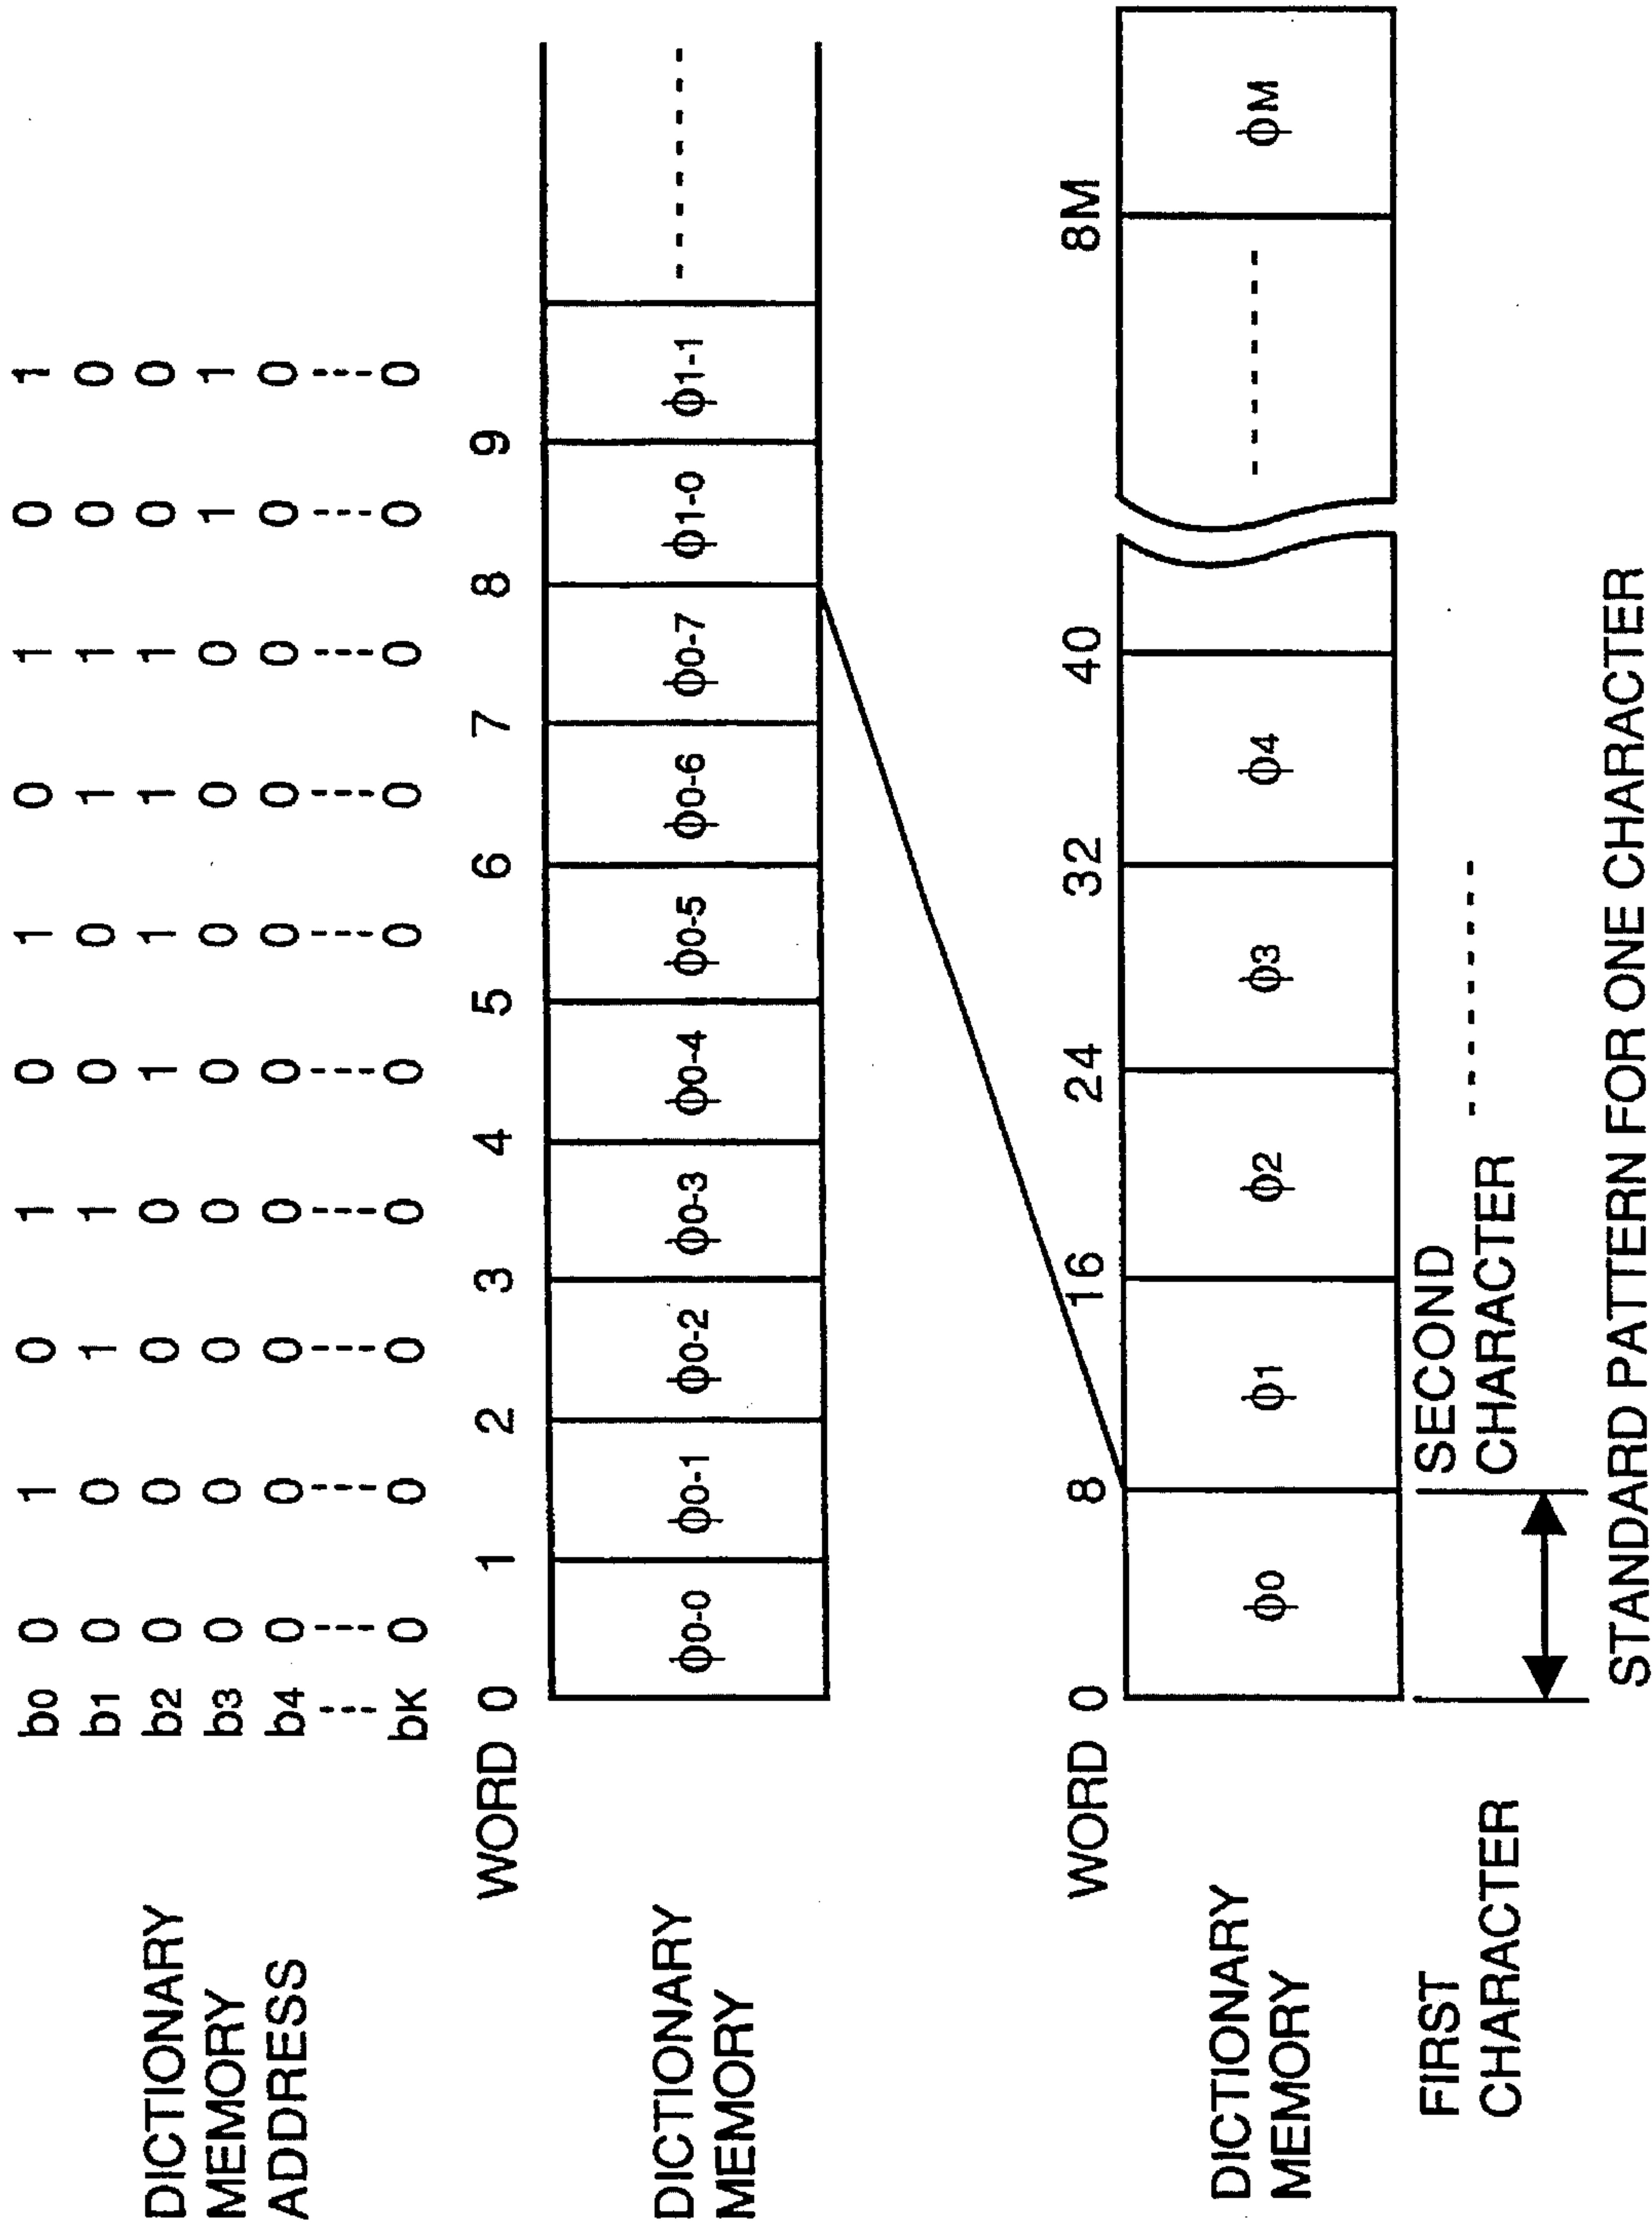 b0 0 1 0 1 0 1 0 1 0 1
b1 0 0 1 1 0 0 1 1 0 0
DICTIONARY b2 0 0 0 0 1 1 1 1 0 0
MEMORY b3 0 0 0 0 0 0 0 0 1 1
ADDRESS b4 0 0 0 0 0 0 0 0 0 0
bK 0 0 0 0 0 0 0 0 0 0
WORD 0 1 2 3 4 5 6 7 8 9
DICTIONARY
MEMORY
ϕ0-0 ϕ0-1 ϕ0-2 ϕ0-3 ϕ0-4 ϕ0-5 ϕ0-6 ϕ0-7 ϕ1-0 ϕ1-1
WORD 0 8 16 24 32 40 8M
DICTIONARY
MEMORY
ϕ0 ϕ1 ϕ2 ϕ3 ϕ4 ϕM
FIRST
CHARACTER
SECOND
CHARACTER
STANDARD PATTERN FOR ONE CHARACTER